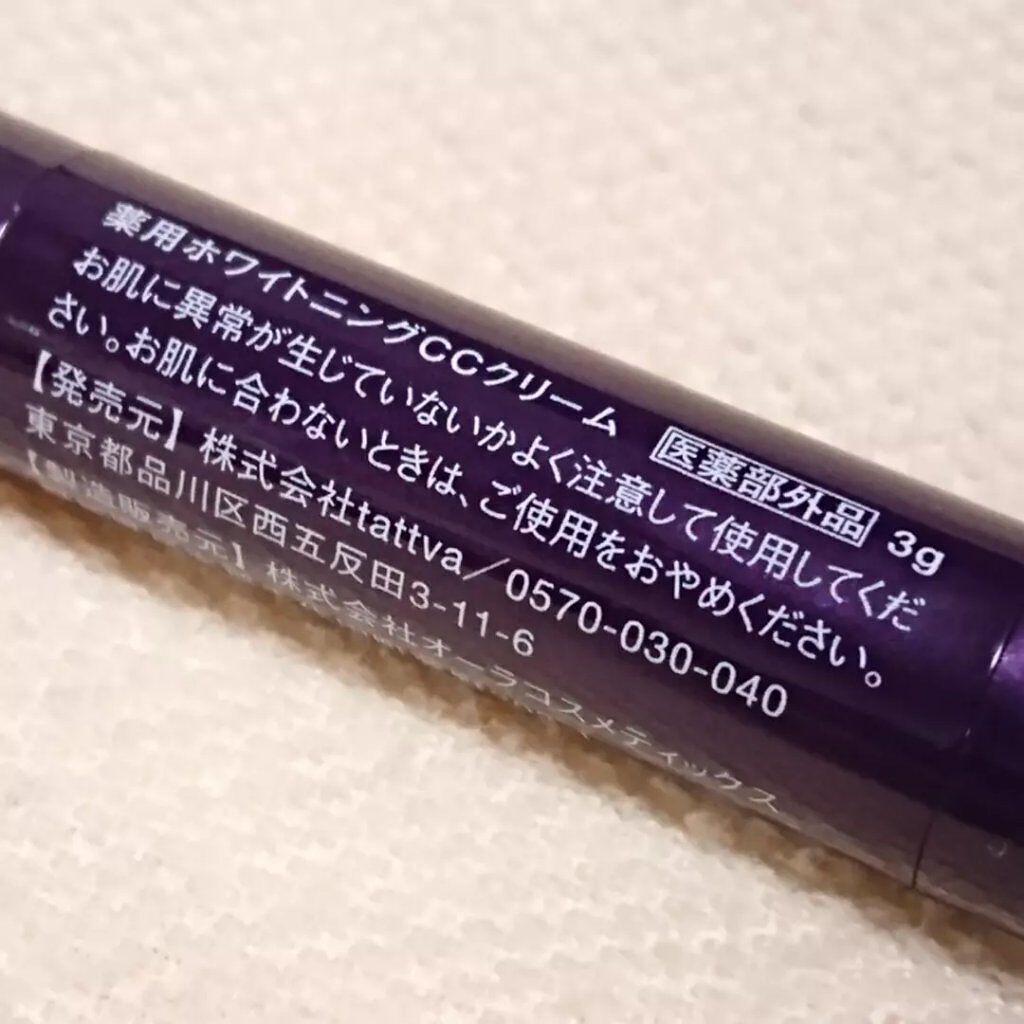 薬用ホワイトニングCCクリーム 医薬部外品 3g
お肌に異常が生じていないかよく注意して使用してくだ
さい。お肌に合わないときは、ご使用をおやめください。
【発売元】株式会社tattva／0570-030-040
東京都品川区西五反田3-11-6
【製造販売元】株式会社オーラコスメティックス